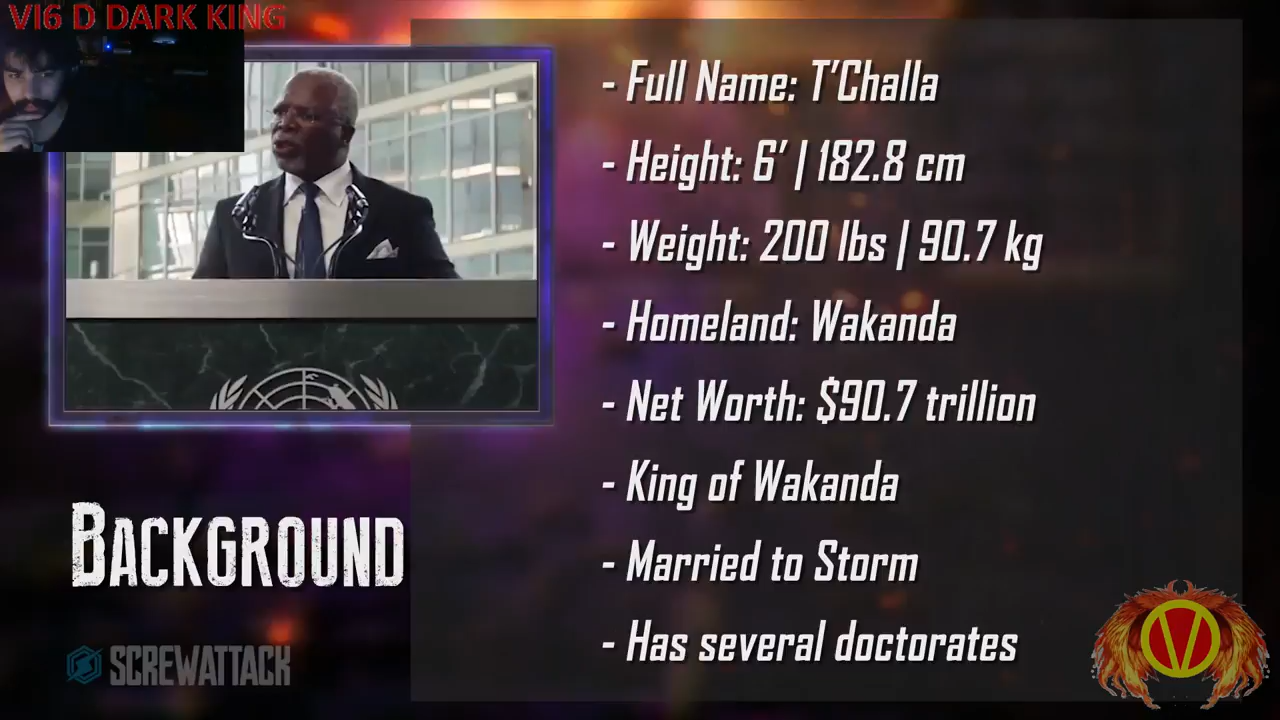 VI6 D DARK KING
- Full Name: T'Challa
- Height: 6' | 182.8 cm
- Weight: 200 lbs | 90.7 kg
- Homeland: Wakanda
- Net Worth: $90.7 trillion
- King of Wakanda
- Married to Storm
- Has several doctorates
BACKGROUND
SCREWATTACK
V